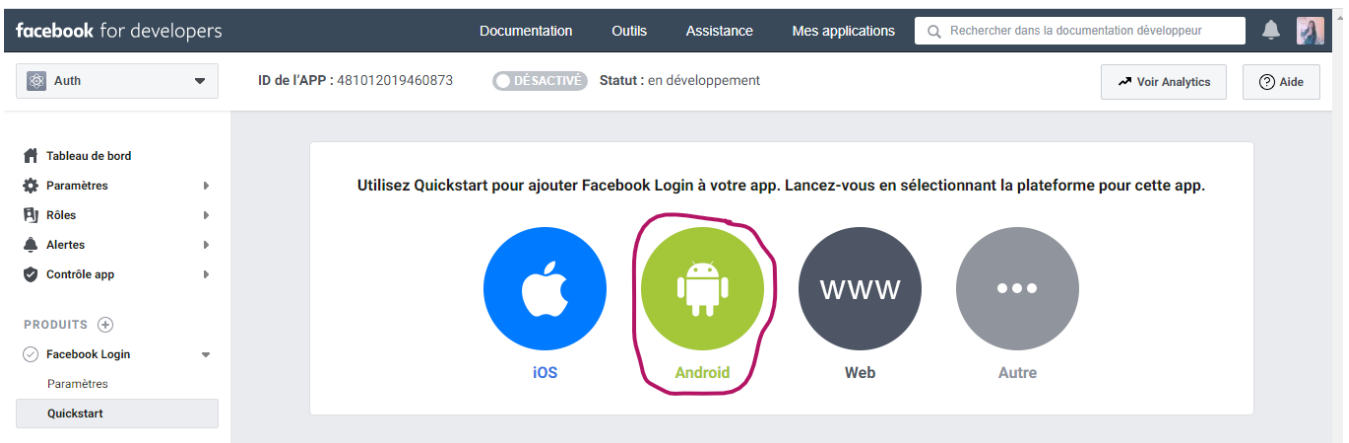 facebook for developers
Documentation
Outils
Assistance
Mes applications
Rechercher dans la documentation développeur
Auth
ID de l'APP : 481012019460873
DÉSACTIVÉ
Statut : en développement
Voir Analytics
Aide
Tableau de bord
Paramètres
Rôles
Alertes
Contrôle app
PRODUITS
Facebook Login
Paramètres
Quickstart
Utilisez Quickstart pour ajouter Facebook Login à votre app. Lancez-vous en sélectionnant la plateforme pour cette app.
www
iOS
Android
Web
Autre